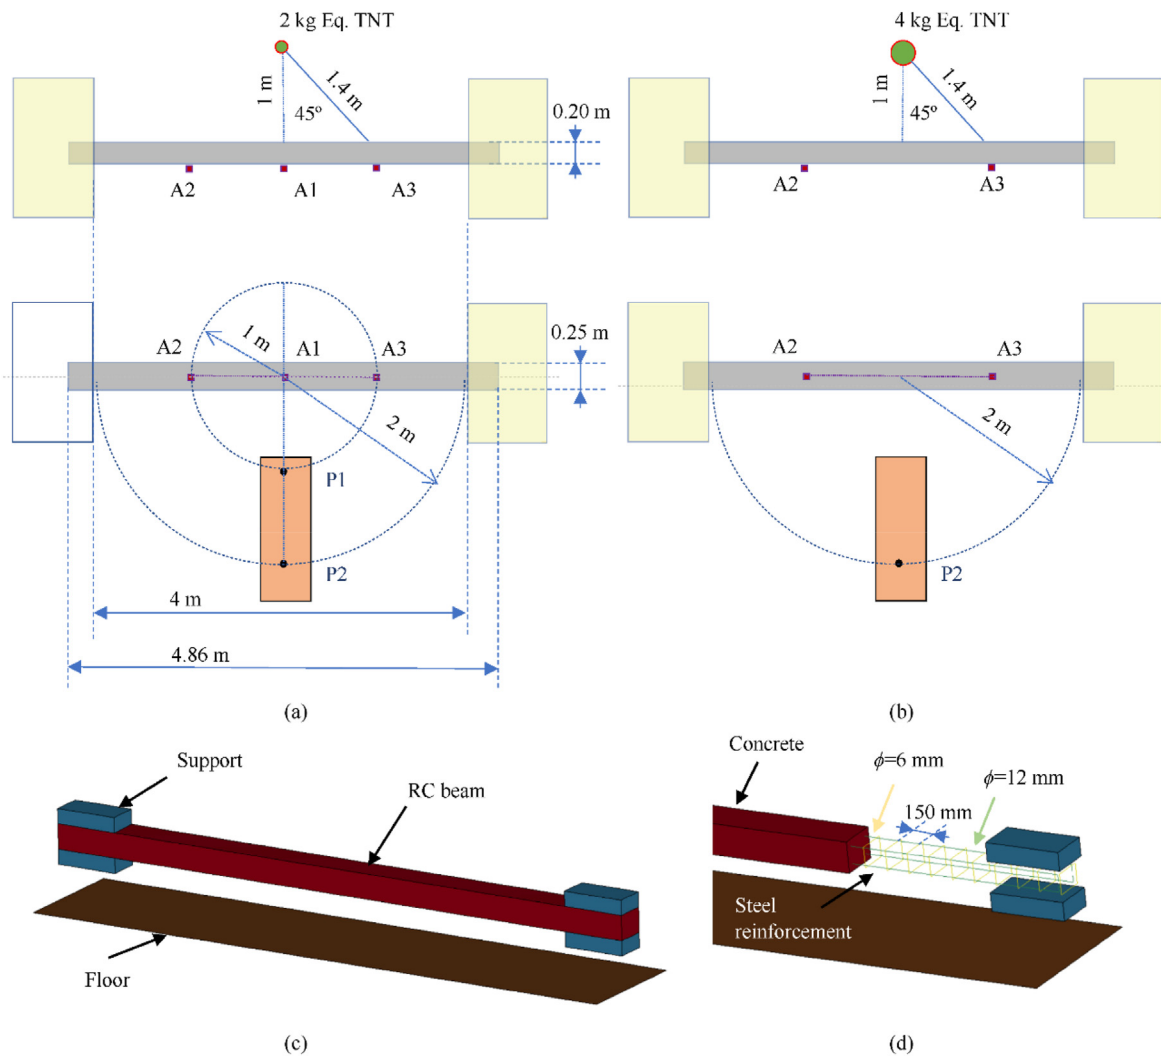 2 kg Eq. TNT
1 m
1.4 m
45°
0.20 m
A2
A1
A3
1 m
A2
A1
A3
0.25 m
2 m
P1
P2
4 m
4.86 m
(a)
4 kg Eq. TNT
1 m
1.4 m
45°
A2
A3
A2
A3
2 m
P2
(b)
Support
RC beam
Floor
(c)
Concrete
ϕ=6 mm
ϕ=12 mm
150 mm
Steel
reinforcement
(d)